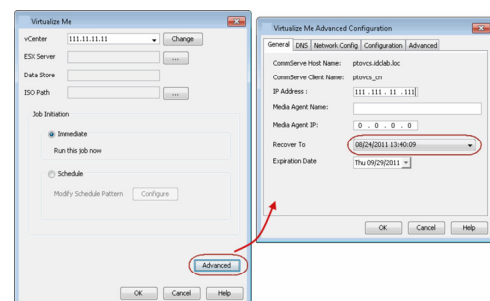 Virtualize Me
vCenter 111.11.11.11 Change
ESX Server ...
Data Store
ISO Path ...
Job Initiation
Immediate
Run this job now
Schedule
Modify Schedule Pattern Configure
Advanced
OK Cancel Help
Virtualize Me Advanced Configuration
General DNS Network Config Configuration Advanced
CommServe Host Name: ptovcs.idclab.loc
CommServe Client Name: ptovcs_cn
IP Address : 111 . 111 . 11 . 111
Media Agent Name:
Media Agent IP: 0 . 0 . 0 . 0
Recover To 08/24/2011 13:40:09
Expiration Date Thu 09/29/2011
OK Cancel Help